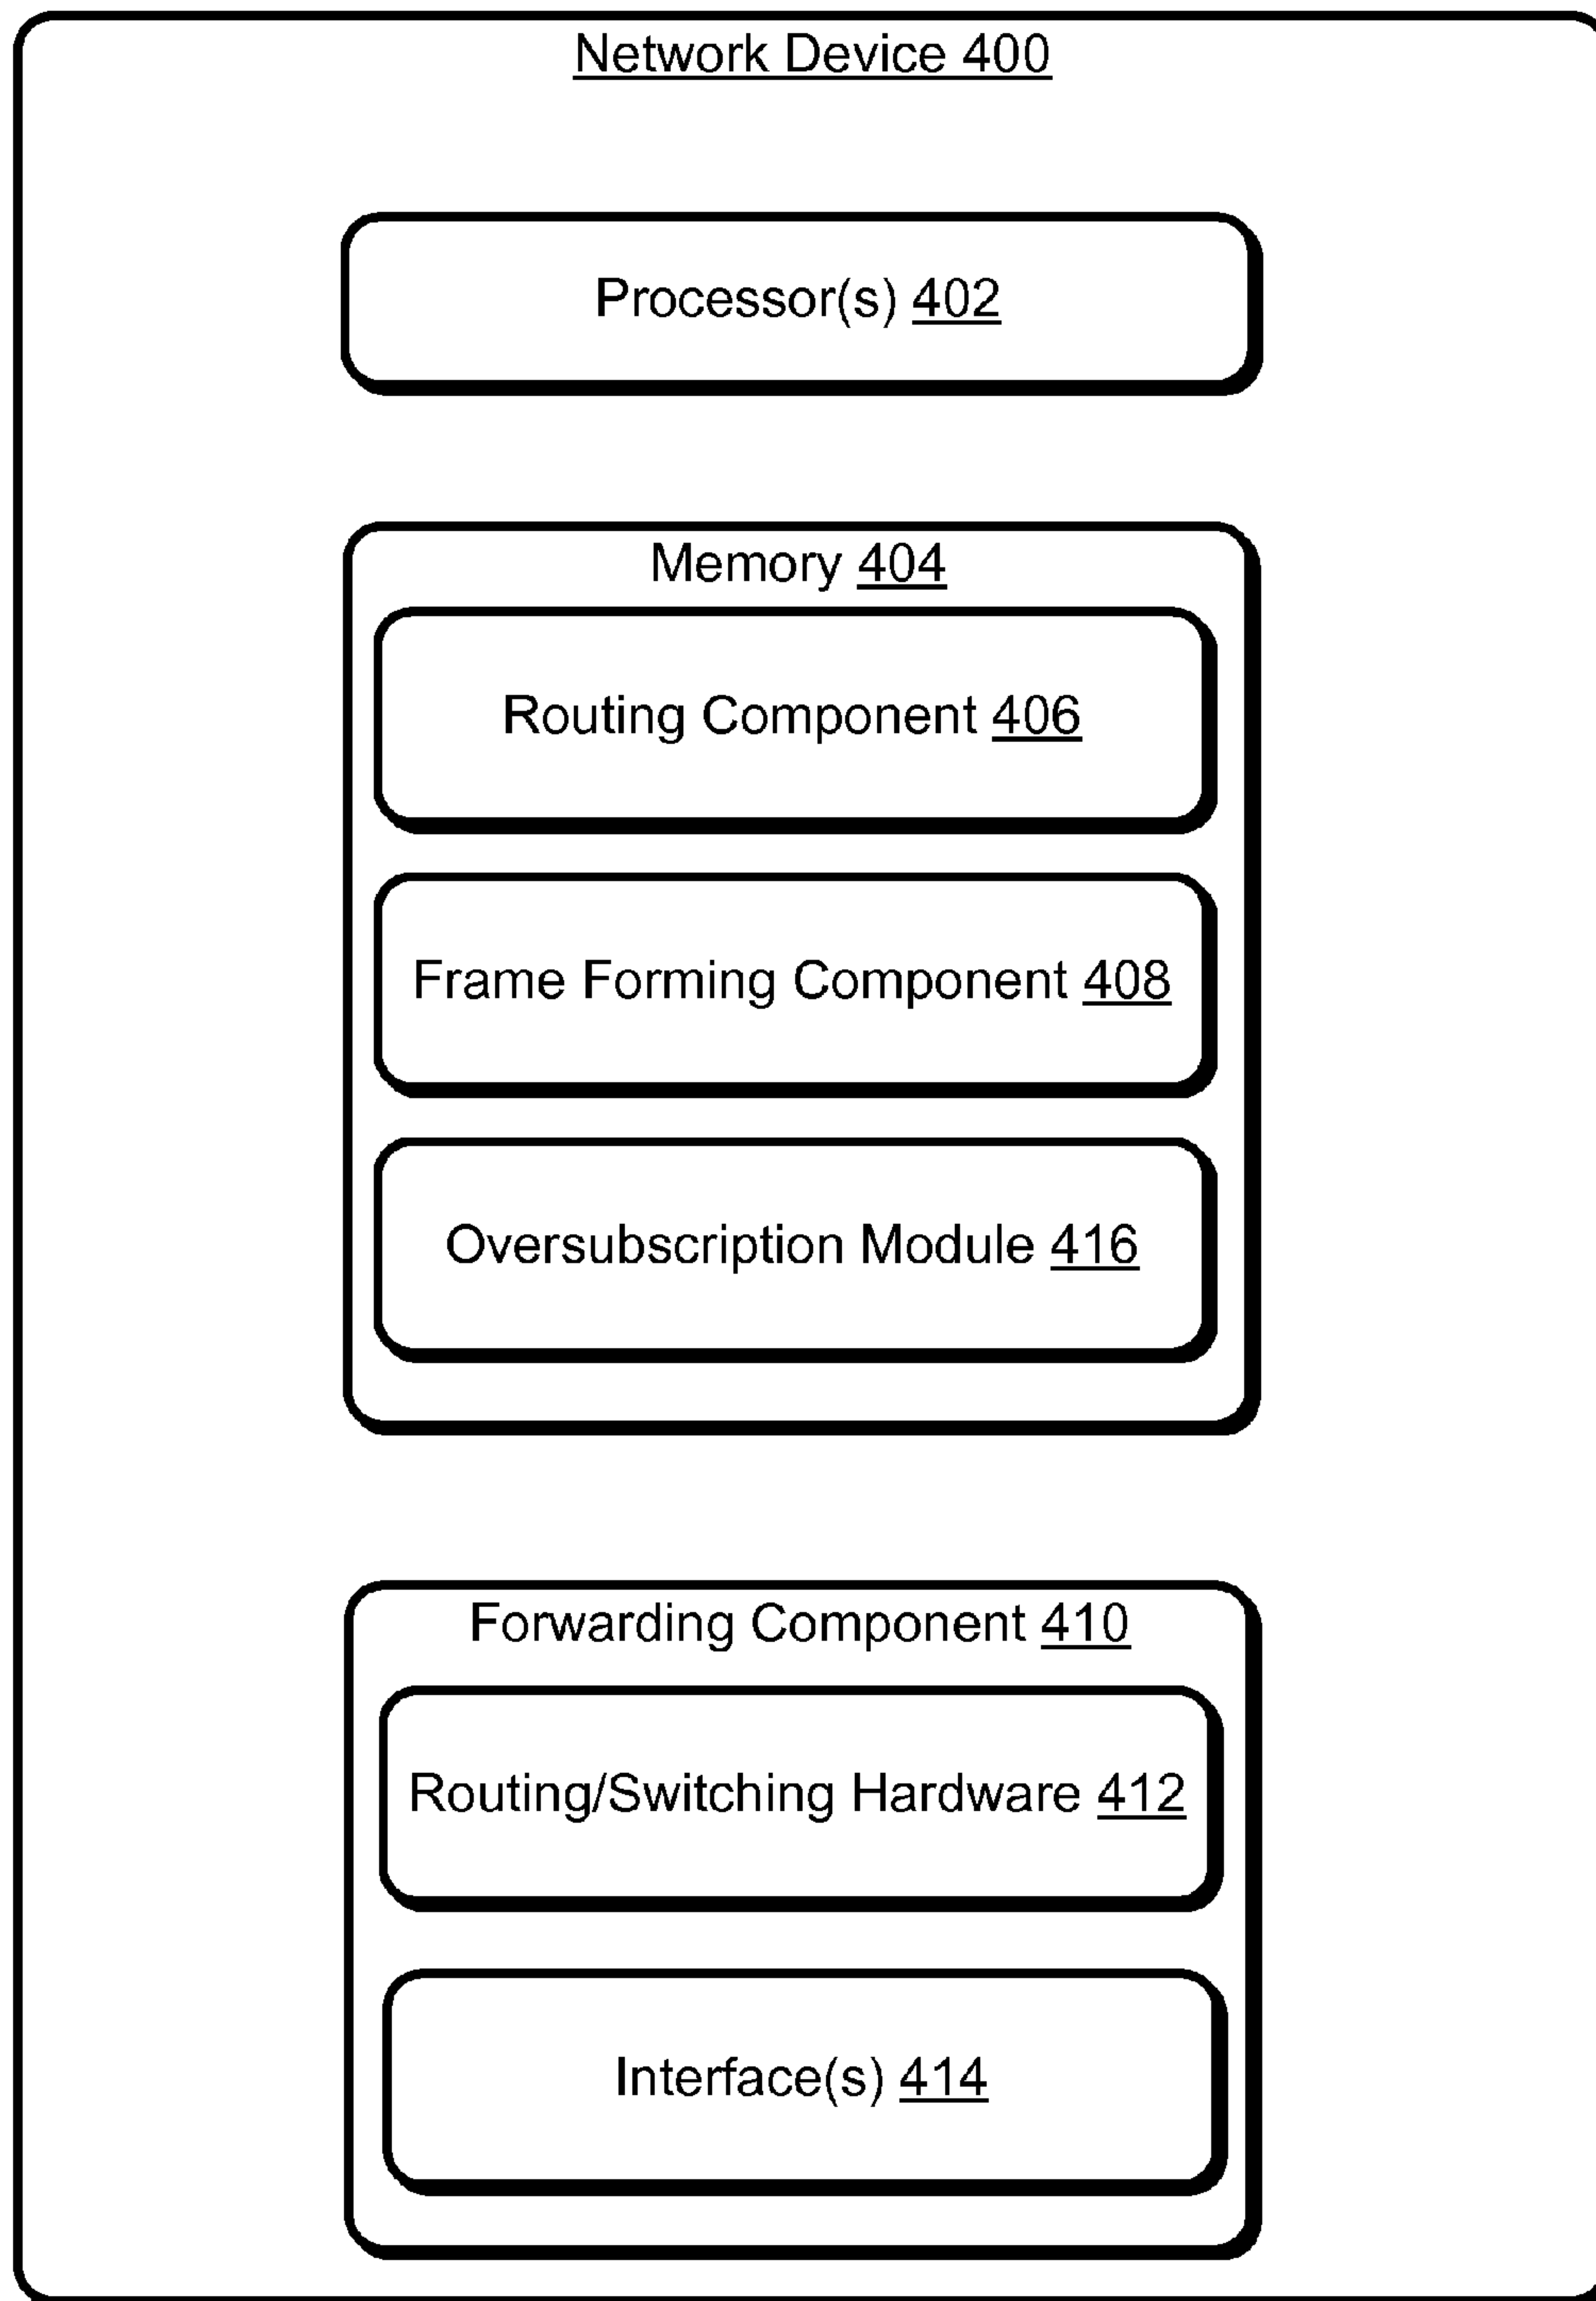 Network Device 400
Processor(s) 402
Memory 404
Routing Component 406
Frame Forming Component 408
Oversubscription Module 416
Forwarding Component 410
Routing/Switching Hardware 412
Interface(s) 414